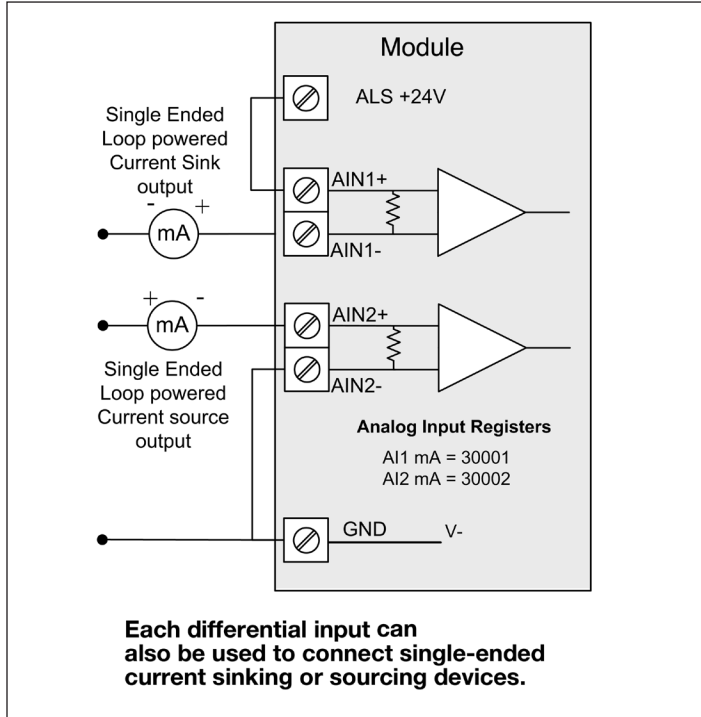 Module
ALS +24V
Single Ended
Loop powered
Current Sink
output
- +
mA
AIN1+
AIN1-
+ -
mA
AIN2+
AIN2-
Single Ended
Loop powered
Current source
output
Analog Input Registers
AI1 mA = 30001
AI2 mA = 30002
GND V-
Each differential input can
also be used to connect single-ended
current sinking or sourcing devices.